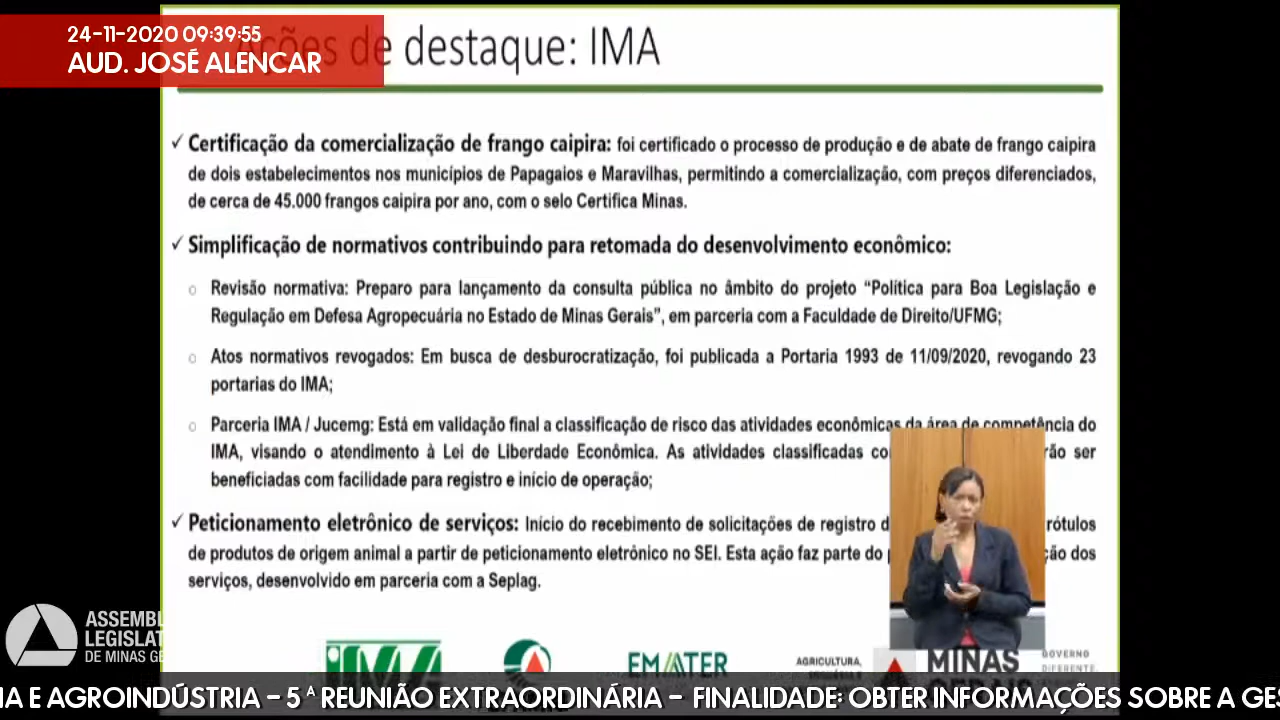 24-11-2020 09:39:55
AUD. JOSÉ ALENCAR
ções de destaque: IMA
✓ Certificação da comercialização de frango caipira: foi certificado o processo de produção e de abate de frango caipira
de dois estabelecimentos nos municípios de Papagaios e Maravilhas, permitindo a comercialização, com preços diferenciados,
de cerca de 45.000 frangos caipira por ano, com o selo Certifica Minas.
✓ Simplificação de normativos contribuindo para retomada do desenvolvimento econômico:
○ Revisão normativa: Preparo para lançamento da consulta pública no âmbito do projeto “Política para Boa Legislação e
Regulação em Defesa Agropecuária no Estado de Minas Gerais”, em parceria com a Faculdade de Direito/UFMG;
○ Atos normativos revogados: Em busca de desburocratização, foi publicada a Portaria 1993 de 11/09/2020, revogando 23
portarias do IMA;
○ Parceria IMA / Jucemg: Está em validação final a classificação de risco das atividades econômicas da área de competência do
IMA, visando o atendimento à Lei de Liberdade Econômica. As atividades classificadas co rão ser
beneficiadas com facilidade para registro e início de operação;
✓ Peticionamento eletrônico de serviços: Início do recebimento de solicitações de registro d rótulos
de produtos de origem animal a partir de peticionamento eletrônico no SEI. Esta ação faz parte do ção dos
serviços, desenvolvido em parceria com a Seplag.
ASSEMBL
LEGISLAT
DE MINAS GE
IMA
EMATER
AGRICULTURA,
MINAS
GERAIS
GOVERNO
DIFERENTE.
IA E AGROINDÚSTRIA – 5 ª REUNIÃO EXTRAORDINÁRIA – FINALIDADE: OBTER INFORMAÇÕES SOBRE A GES